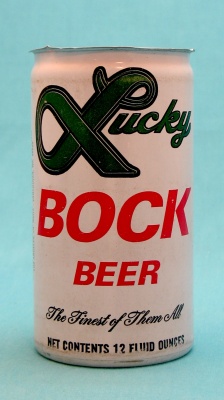 Lucky
BOCK
BEER
The Finest of Them All
NET CONTENTS 12 FLUID OUNCES